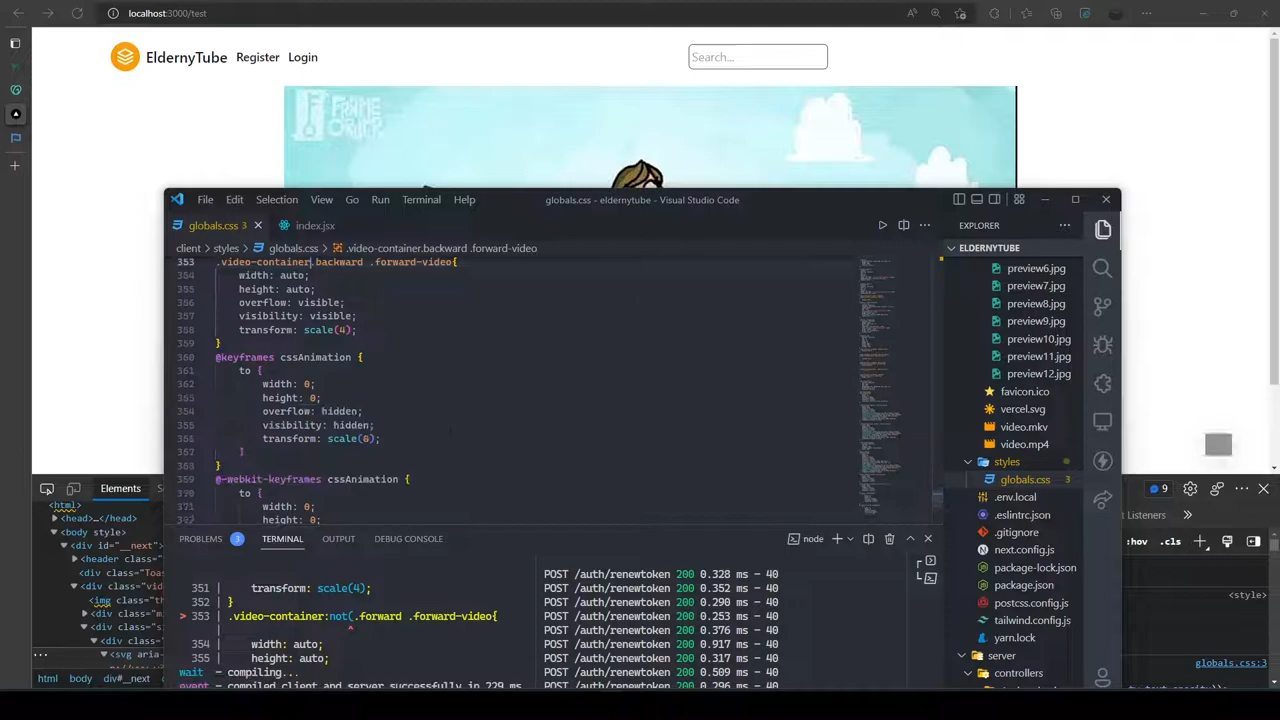 localhost:3000/test
EldernyTube
Register
Login
Search...
FRAME
ORDER
File Edit Selection View Go Run Terminal Help
globals.css - eldernytube - Visual Studio Code
globals.css 3
index.jsx
client > styles > globals.css > .video-container.backward .forward-video
353 .video-container.backward .forward-video{
354 width: auto;
355 height: auto;
356 overflow: visible;
357 visibility: visible;
358 transform: scale(4);
359 }
360 @keyframes cssAnimation {
361 to {
362 width: 0;
363 height: 0;
364 overflow: hidden;
365 visibility: hidden;
366 transform: scale(0);
367 }
368 }
369 @-webkit-keyframes cssAnimation {
370 to {
371 width: 0;
372 height: 0;
EXPLORER
ELDERNYTUBE
preview6.jpg
preview7.jpg
preview8.jpg
preview9.jpg
preview10.jpg
preview11.jpg
preview12.jpg
favicon.ico
vercel.svg
video.mkv
video.mp4
styles
globals.css 3
.env.local
.eslintrc.json
.gitignore
next.config.js
package-lock.json
package.json
postcss.config.js
tailwind.config.js
yarn.lock
server
controllers
PROBLEMS 3 TERMINAL OUTPUT DEBUG CONSOLE
node
351 | transform: scale(4);
352 | }
> 353 | .video-container:not(.forward .forward-video{
| ^
354 | width: auto;
355 | height: auto;
wait - compiling...
event - compiled client and server successfully in 229 ms
POST /auth/renewtoken 200 0.328 ms - 40
POST /auth/renewtoken 200 0.352 ms - 40
POST /auth/renewtoken 200 0.290 ms - 40
POST /auth/renewtoken 200 0.253 ms - 40
POST /auth/renewtoken 200 0.376 ms - 40
POST /auth/renewtoken 200 0.917 ms - 40
POST /auth/renewtoken 200 0.317 ms - 40
POST /auth/renewtoken 200 0.509 ms - 40
POST /auth/renewtoken 200 0.296 ms - 40
Elements
<html>
<head>
<body style>
<div id="__next">
<header class=
<div class="Toas
<div class="vide
<img class="th
<div class="mi
<div class="si
<div class=
<svg aria-
html body div#__next
9
t Listeners
:hov .cls
<style>
globals.css:3